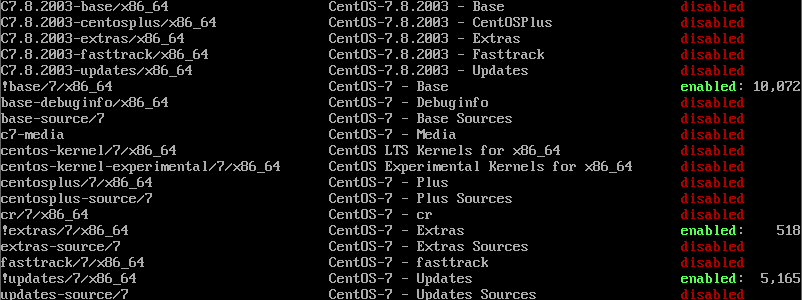 C7.8.2003-base/x86_64 CentOS-7.8.2003 - Base disabled
C7.8.2003-centosplus/x86_64 CentOS-7.8.2003 - CentOSPlus disabled
C7.8.2003-extras/x86_64 CentOS-7.8.2003 - Extras disabled
C7.8.2003-fasttrack/x86_64 CentOS-7.8.2003 - Fasttrack disabled
C7.8.2003-updates/x86_64 CentOS-7.8.2003 - Updates disabled
!base/7/x86_64 CentOS-7 - Base enabled: 10,072
base-debuginfo/x86_64 CentOS-7 - Debuginfo disabled
base-source/7 CentOS-7 - Base Sources disabled
c7-media CentOS-7 - Media disabled
centos-kernel/7/x86_64 CentOS LTS Kernels for x86_64 disabled
centos-kernel-experimental/7/x86_64 CentOS Experimental Kernels for x86_64 disabled
centosplus/7/x86_64 CentOS-7 - Plus disabled
centosplus-source/7 CentOS-7 - Plus Sources disabled
cr/7/x86_64 CentOS-7 - cr disabled
!extras/7/x86_64 CentOS-7 - Extras enabled: 518
extras-source/7 CentOS-7 - Extras Sources disabled
fasttrack/7/x86_64 CentOS-7 - fasttrack disabled
!updates/7/x86_64 CentOS-7 - Updates enabled: 5,165
updates-source/7 CentOS-7 - Updates Sources disabled